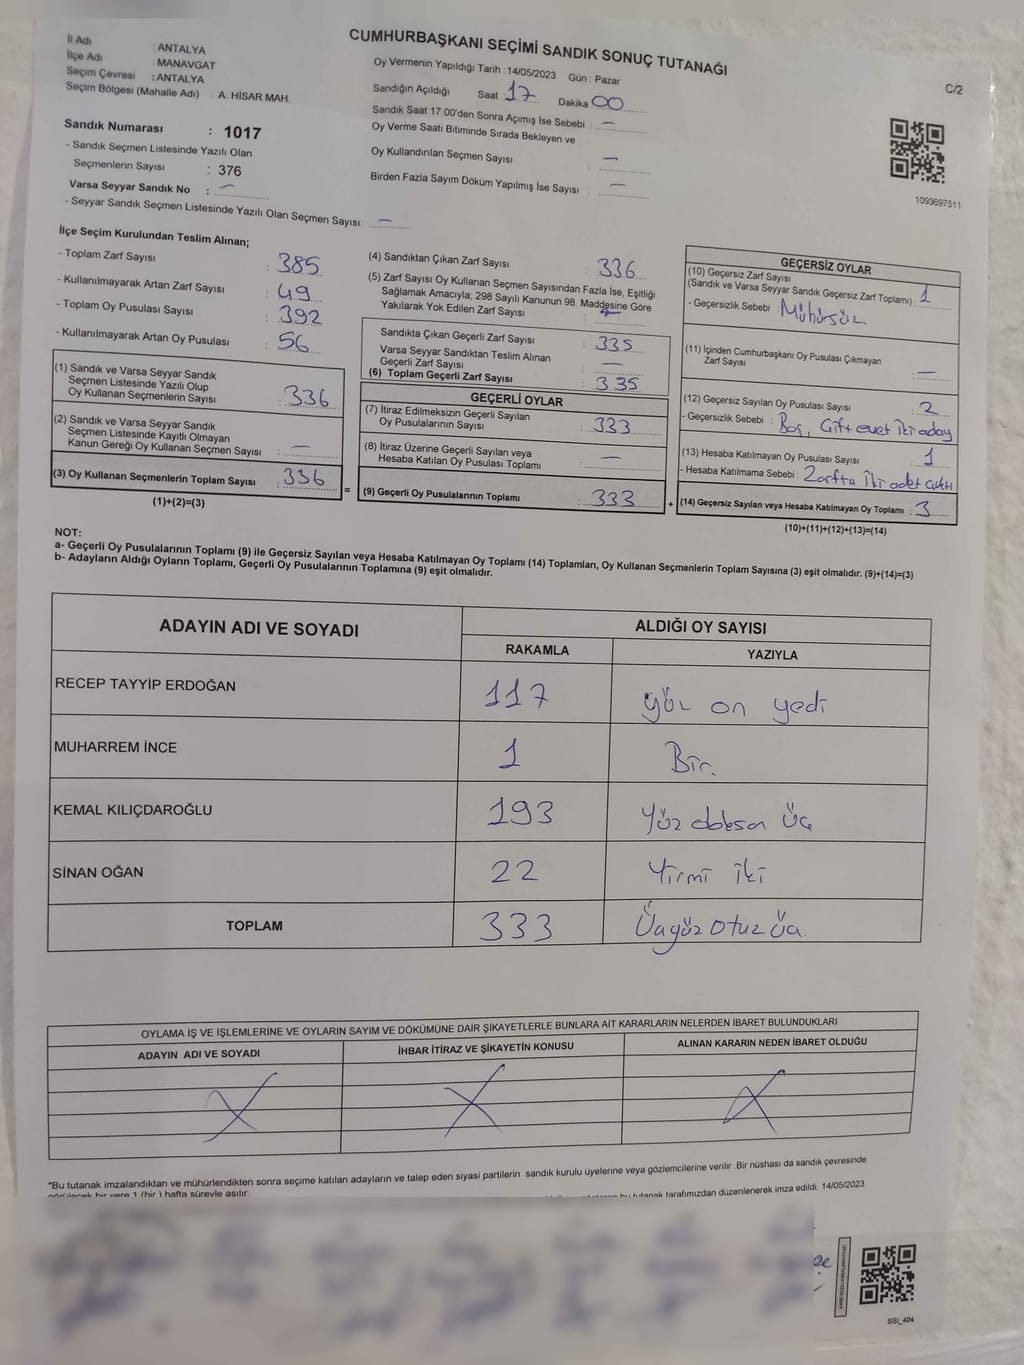 CUMHURBAŞKANI SEÇİMİ SANDIK SONUÇ TUTANAĞI
C/2
İl Adı : ANTALYA
İlçe Adı : MANAVGAT
Seçim Çevresi : ANTALYA
Seçim Bölgesi (Mahalle Adı) : A. HİSAR MAH.
Sandık Numarası : 1017
- Sandık Seçmen Listesinde Yazılı Olan
Seçmenlerin Sayısı : 376
Varsa Seyyar Sandık No : —
- Seyyar Sandık Seçmen Listesinde Yazılı Olan Seçmen Sayısı: —
Oy Vermenin Yapıldığı Tarih : 14/05/2023 Gün : Pazar
Sandığın Açıldığı Saat 17 Dakika 00
Sandık Saat 17:00'den Sonra Açımış İse Sebebi : —
Oy Verme Saati Bitiminde Sırada Bekleyen ve
Oy Kullandırılan Seçmen Sayısı : —
Birden Fazla Sayım Döküm Yapılmış İse Sayısı : —
1093697511
İlçe Seçim Kurulundan Teslim Alınan;
- Toplam Zarf Sayısı : 385
- Kullanılmayarak Artan Zarf Sayısı : 49
- Toplam Oy Pusulası Sayısı : 392
- Kullanılmayarak Artan Oy Pusulası : 56
(1) Sandık ve Varsa Seyyar Sandık
Seçmen Listesinde Yazılı Olup
Oy Kullanan Seçmenlerin Sayısı : 336
(2) Sandık ve Varsa Seyyar Sandık
Seçmen Listesinde Kayıtlı Olmayan
Kanun Gereği Oy Kullanan Seçmen Sayısı : —
(3) Oy Kullanan Seçmenlerin Toplam Sayısı : 336
(1)+(2)=(3)
(4) Sandıktan Çıkan Zarf Sayısı : 336
(5) Zarf Sayısı Oy Kullanan Seçmen Sayısından Fazla İse, Eşitliği
Sağlamak Amacıyla; 298 Sayılı Kanunun 98. Maddesine Göre
Yakılarak Yok Edilen Zarf Sayısı :
Sandıkta Çıkan Geçerli Zarf Sayısı : 335
Varsa Seyyar Sandıktan Teslim Alınan
Geçerli Zarf Sayısı : —
(6) Toplam Geçerli Zarf Sayısı : 335
GEÇERLİ OYLAR
(7) İtiraz Edilmeksizin Geçerli Sayılan
Oy Pusulalarının Sayısı : 333
(8) İtiraz Üzerine Geçerli Sayılan veya
Hesaba Katılan Oy Pusulası Toplamı : —
= (9) Geçerli Oy Pusulalarının Toplamı : 333
GEÇERSİZ OYLAR
(10) Geçersiz Zarf Sayısı
(Sandık ve Varsa Seyyar Sandık Geçersiz Zarf Toplamı) : 1
- Geçersizlik Sebebi : Mühürsüz
(11) İçinden Cumhurbaşkanı Oy Pusulası Çıkmayan
Zarf Sayısı : —
(12) Geçersiz Sayılan Oy Pusulası Sayısı : 2
- Geçersizlik Sebebi : Boş, Çift evet iki aday
(13) Hesaba Katılmayan Oy Pusulası Sayısı : 1
- Hesaba Katılmama Sebebi : Zarfta iki adet çıktı
+ (14) Geçersiz Sayılan veya Hesaba Katılmayan Oy Toplamı : 3
(10)+(11)+(12)+(13)=(14)
NOT:
a- Geçerli Oy Pusulalarının Toplamı (9) ile Geçersiz Sayılan veya Hesaba Katılmayan Oy Toplamı (14) Toplamları, Oy Kullanan Seçmenlerin Toplam Sayısına (3) eşit olmalıdır. (9)+(14)=(3)
b- Adayların Aldığı Oyların Toplamı, Geçerli Oy Pusulalarının Toplamına (9) eşit olmalıdır.
ADAYIN ADI VE SOYADI ALDIĞI OY SAYISI
RAKAMLA YAZIYLA
RECEP TAYYİP ERDOĞAN 117 yüz on yedi
MUHARREM İNCE 1 Bir.
KEMAL KILIÇDAROĞLU 193 Yüz doksan üç
SİNAN OĞAN 22 Yirmi iki
TOPLAM 333 Üçyüz otuz üç.
OYLAMA İŞ VE İŞLEMLERİNE VE OYLARIN SAYIM VE DÖKÜMÜNE DAİR ŞİKAYETLERLE BUNLARA AİT KARARLARIN NELERDEN İBARET BULUNDUKLARI
ADAYIN ADI VE SOYADI İHBAR İTİRAZ VE ŞİKAYETİN KONUSU ALINAN KARARIN NEDEN İBARET OLDUĞU
*Bu tutanak imzalandıktan ve mühürlendikten sonra seçime katılan adayların ve talep eden siyasi partilerin sandık kurulu üyelerine veya gözlemcilerine verilir .Bir nüshası da sandık çevresinde
görülecek bir yere 1 (bir ) hafta süreyle asılır. bu tutanak tarafımızdan düzenlenerek imza edildi. 14/05/2023
SSI_404